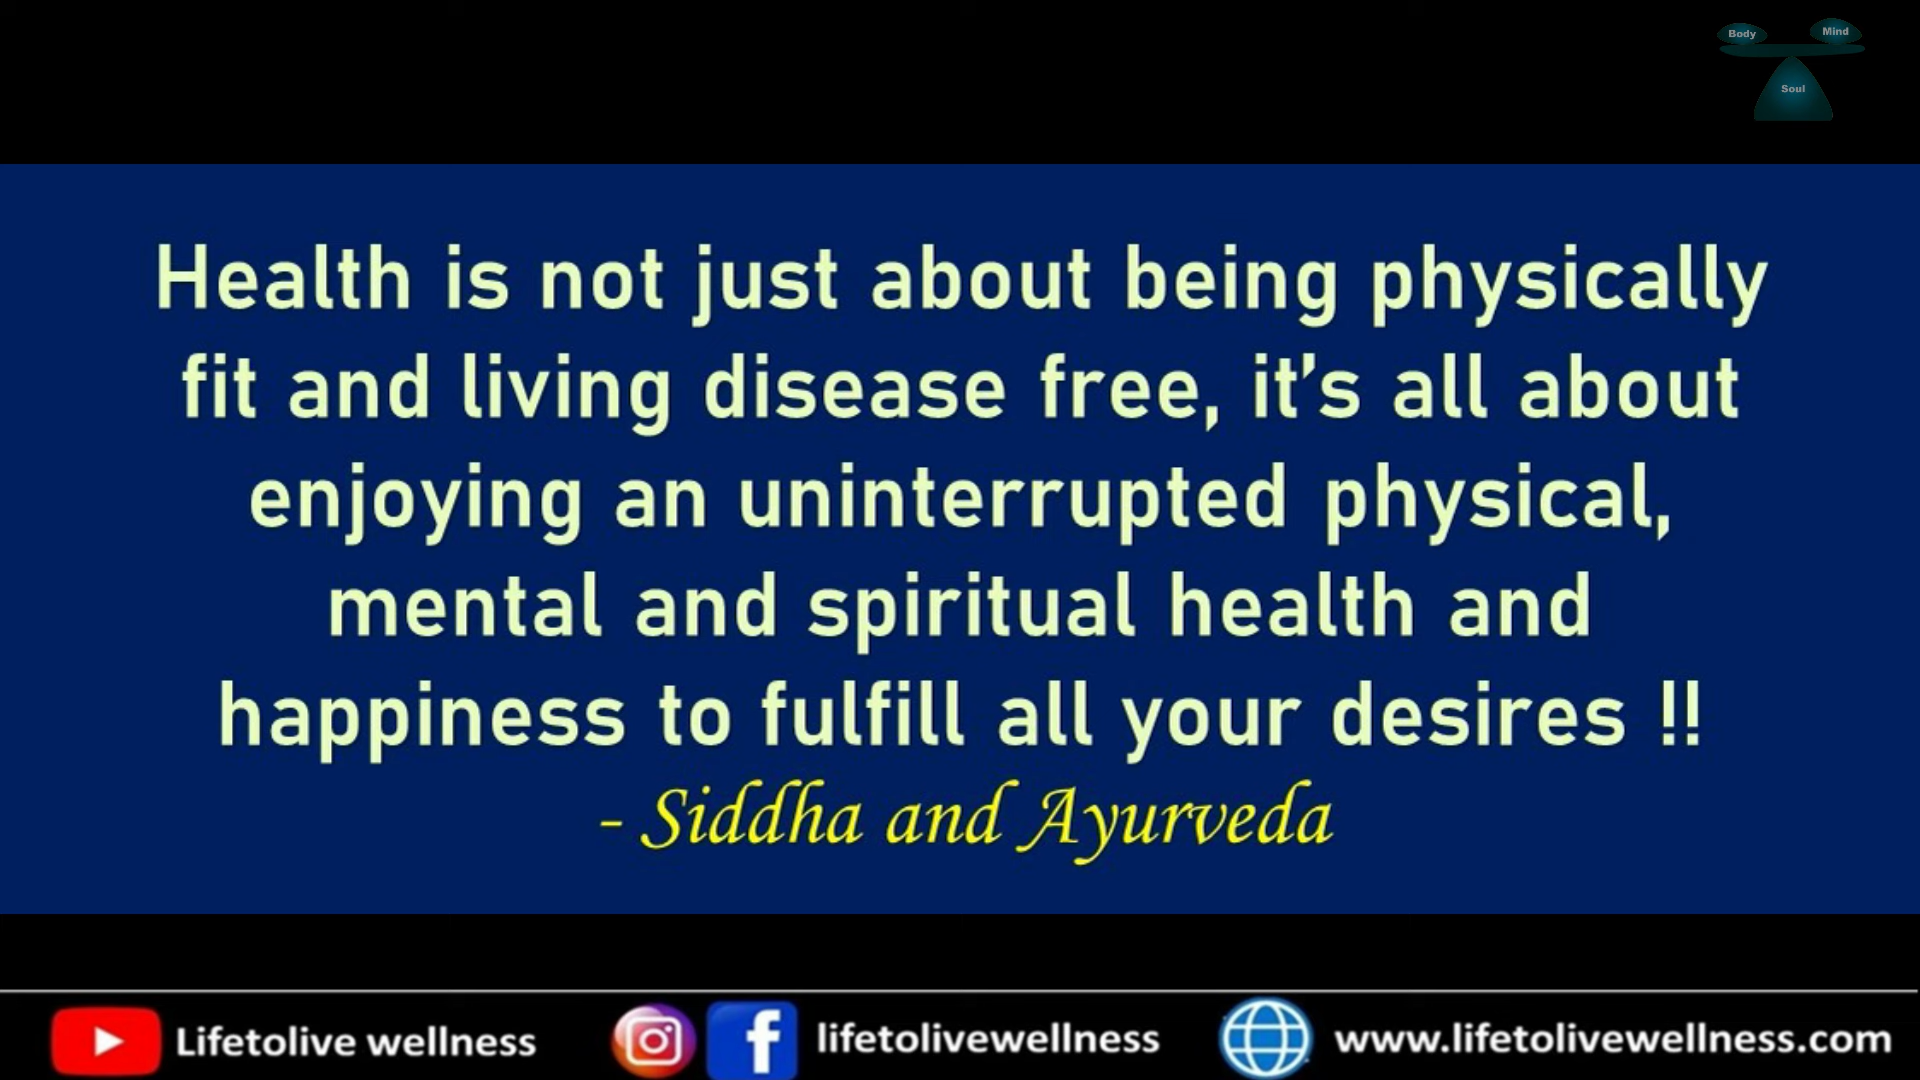 Body
Mind
Soul
Health is not just about being physically
fit and living disease free, it's all about
enjoying an uninterrupted physical,
mental and spiritual health and
happiness to fulfill all your desires !!
- Siddha and Ayurveda
Lifetolive wellness
lifetolivewellness
www.lifetolivewellness.com